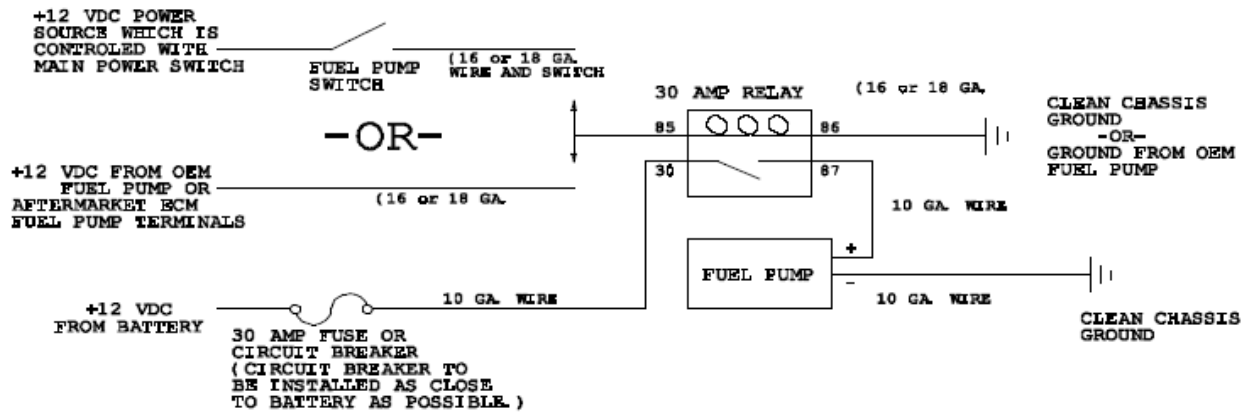 +12 VDC POWER
SOURCE WHICH IS
CONTROLED WITH
MAIN POWER SWITCH
FUEL PUMP
SWITCH
(16 or 18 GA.
WIRE AND SWITCH
-OR-
+12 VDC FROM OEM
FUEL PUMP OR
AFTERMARKET ECM
FUEL PUMP TERMINALS
(16 or 18 GA.
30 AMP RELAY
85
86
30
87
(16 or 18 GA.
CLEAN CHASSIS
GROUND
-OR-
GROUND FROM OEM
FUEL PUMP
10 GA. WIRE
FUEL PUMP
+
-
10 GA. WIRE
CLEAN CHASSIS
GROUND
+12 VDC
FROM BATTERY
10 GA. WIRE
30 AMP FUSE OR
CIRCUIT BREAKER
( CIRCUIT BREAKER TO
BE INSTALLED AS CLOSE
TO BATTERY AS POSSIBLE. )